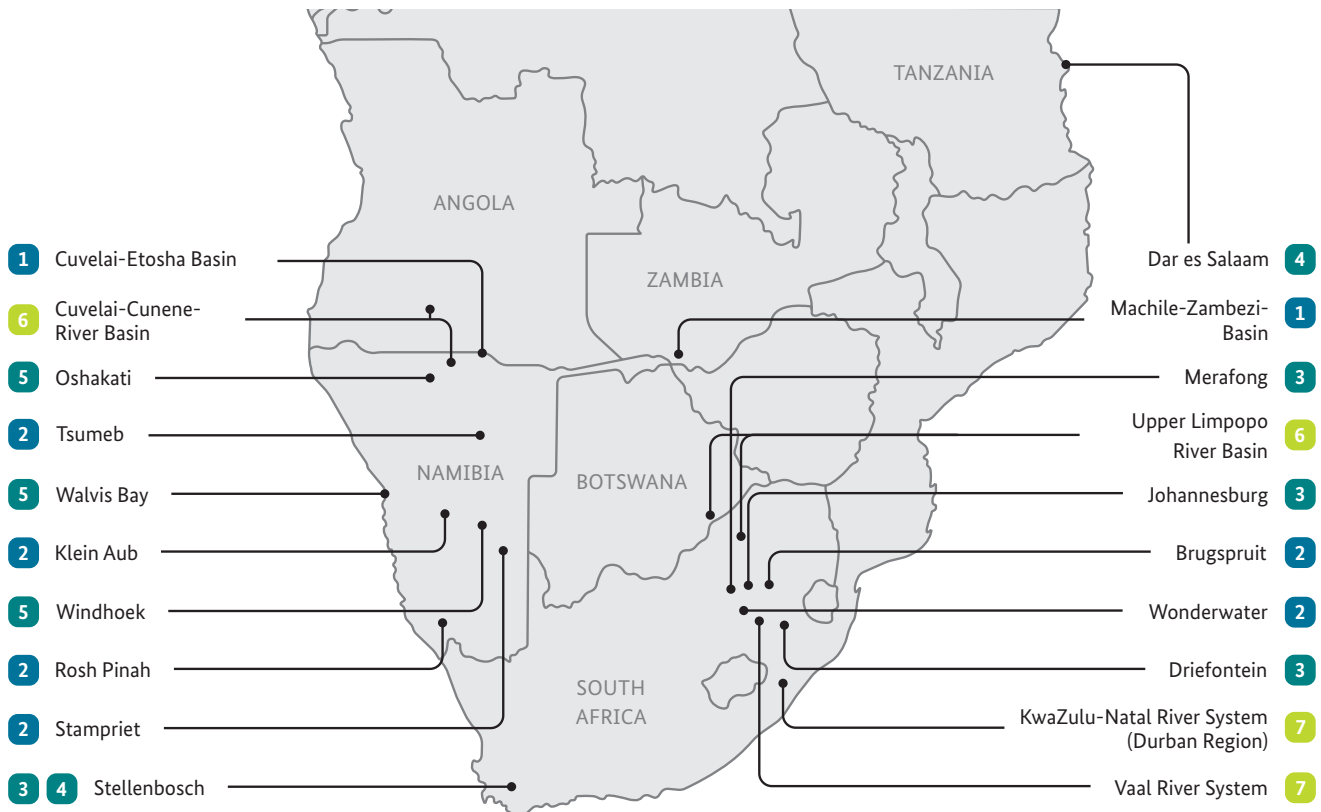 TANZANIA
ANGOLA
ZAMBIA
NAMIBIA
BOTSWANA
SOUTH
AFRICA
1 Cuvelai-Etosha Basin
6 Cuvelai-Cunene-
River Basin
5 Oshakati
2 Tsumeb
5 Walvis Bay
2 Klein Aub
5 Windhoek
2 Rosh Pinah
2 Stampriet
3 4 Stellenbosch
Dar es Salaam 4
Machile-Zambezi-
Basin 1
Merafong 3
Upper Limpopo
River Basin 6
Johannesburg 3
Brugspruit 2
Wonderwater 2
Driefontein 3
KwaZulu-Natal River System
(Durban Region) 7
Vaal River System 7